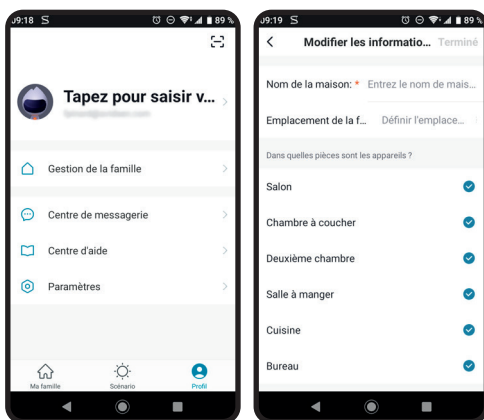 09:18 S 89 %
Tapez pour saisir v...
Gestion de la famille
Centre de messagerie
Centre d'aide
Paramètres
Ma famille
Scénario
Profil
09:19 S 89 %
Modifier les informatio... Terminé
Nom de la maison: * Entrez le nom de mais...
Emplacement de la f... Définir l'emplace...
Dans quelles pièces sont les appareils ?
Salon
Chambre à coucher
Deuxième chambre
Salle à manger
Cuisine
Bureau